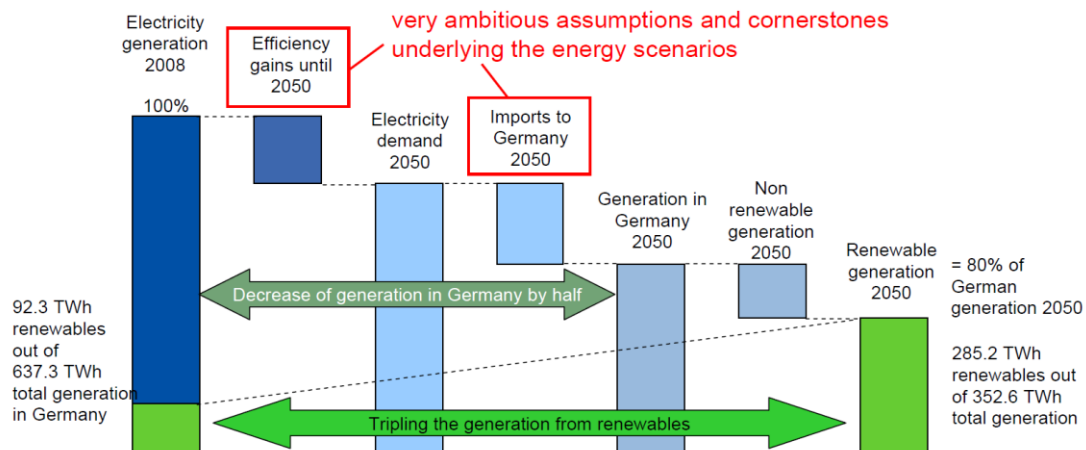 very ambitious assumptions and cornerstones
underlying the energy scenarios
Electricity
generation
2008
100%
Efficiency
gains until
2050
Electricity
demand
2050
Imports to
Germany
2050
Generation in
Germany
2050
Non
renewable
generation
2050
Renewable
generation
2050
= 80% of
German
generation 2050
Decrease of generation in Germany by half
92.3 TWh
renewables
out of
637.3 TWh
total generation
in Germany
285.2 TWh
renewables out
of 352.6 TWh
total generation
Tripling the generation from renewables